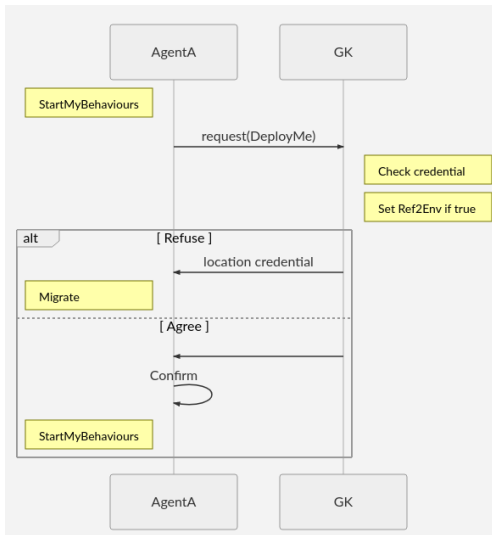 AgentA
GK
StartMyBehaviours
request(DeployMe)
Check credential
Set Ref2Env if true
alt
[ Refuse ]
location credential
Migrate
[ Agree ]
Confirm
StartMyBehaviours
AgentA
GK